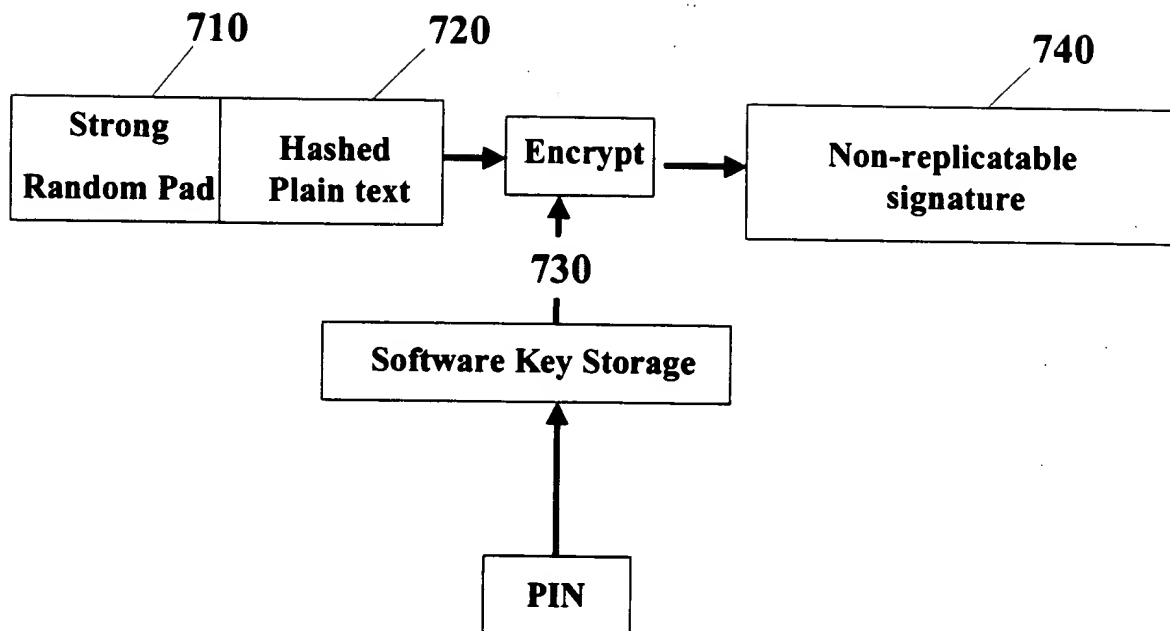 710
720
740
Strong
Random Pad
Hashed
Plain text
Encrypt
Non-replicatable
signature
730
Software Key Storage
PIN